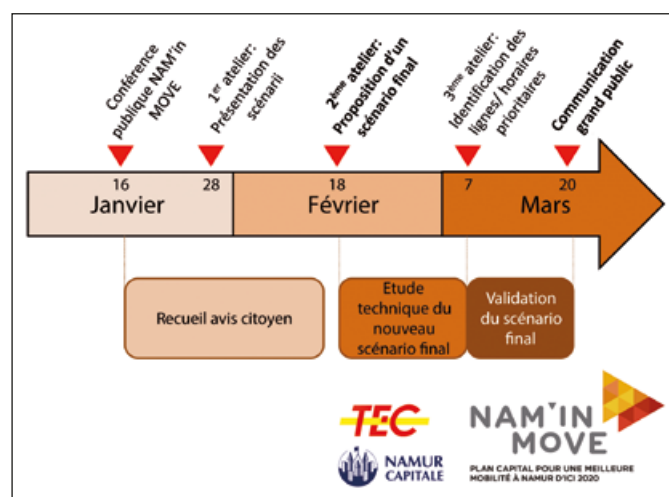 Conférence
publique NAM'in
MOVE
1er atelier:
Présentation des
scénarii
2ème atelier:
Proposition d'un
scénario final
3ème atelier:
Identification des
lignes/ horaires
prioritaires
Communication
grand public
16
28
18
7
20
Janvier
Février
Mars
Recueil avis citoyen
Etude
technique du
nouveau
scénario final
Validation
du scénario
final
TEC
NAMUR
CAPITALE
NAM'IN
MOVE
PLAN CAPITAL POUR UNE MEILLEURE
MOBILITÉ À NAMUR D'ICI 2020